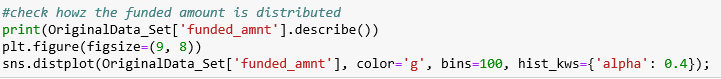 #check howz the funded amount is distributed
print(OriginalData_Set['funded_amnt'].describe())
plt.figure(figsize=(9, 8))
sns.distplot(OriginalData_Set['funded_amnt'], color='g', bins=100, hist_kws={'alpha': 0.4});